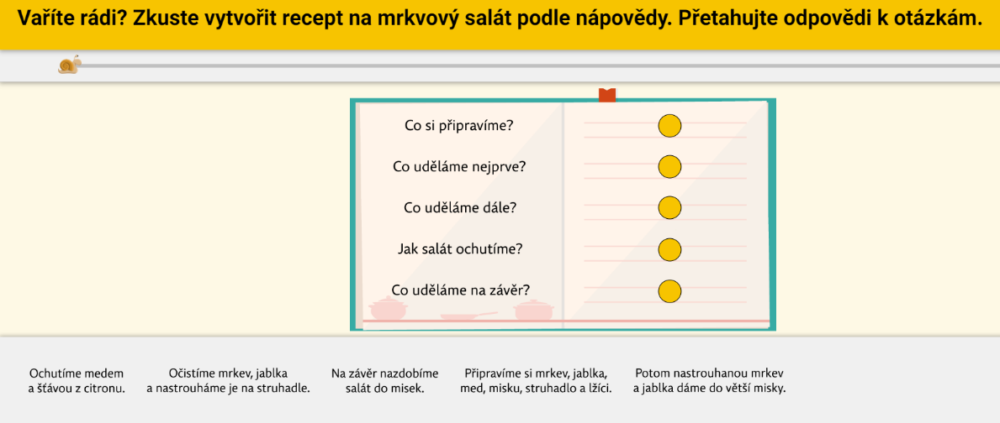 Vaříte rádi? Zkuste vytvořit recept na mrkvový salát podle nápovědy. Přetahujte odpovědi k otázkám.
Co si připravíme?
Co uděláme nejprve?
Co uděláme dále?
Jak salát ochutíme?
Co uděláme na závěr?
Ochutíme medem
a šťávou z citronu.
Očistíme mrkev, jablka
a nastrouháme je na struhadle.
Na závěr nazdobíme
salát do misek.
Připravíme si mrkev, jablka,
med, misku, struhadlo a lžíci.
Potom nastrouhanou mrkev
a jablka dáme do větší misky.